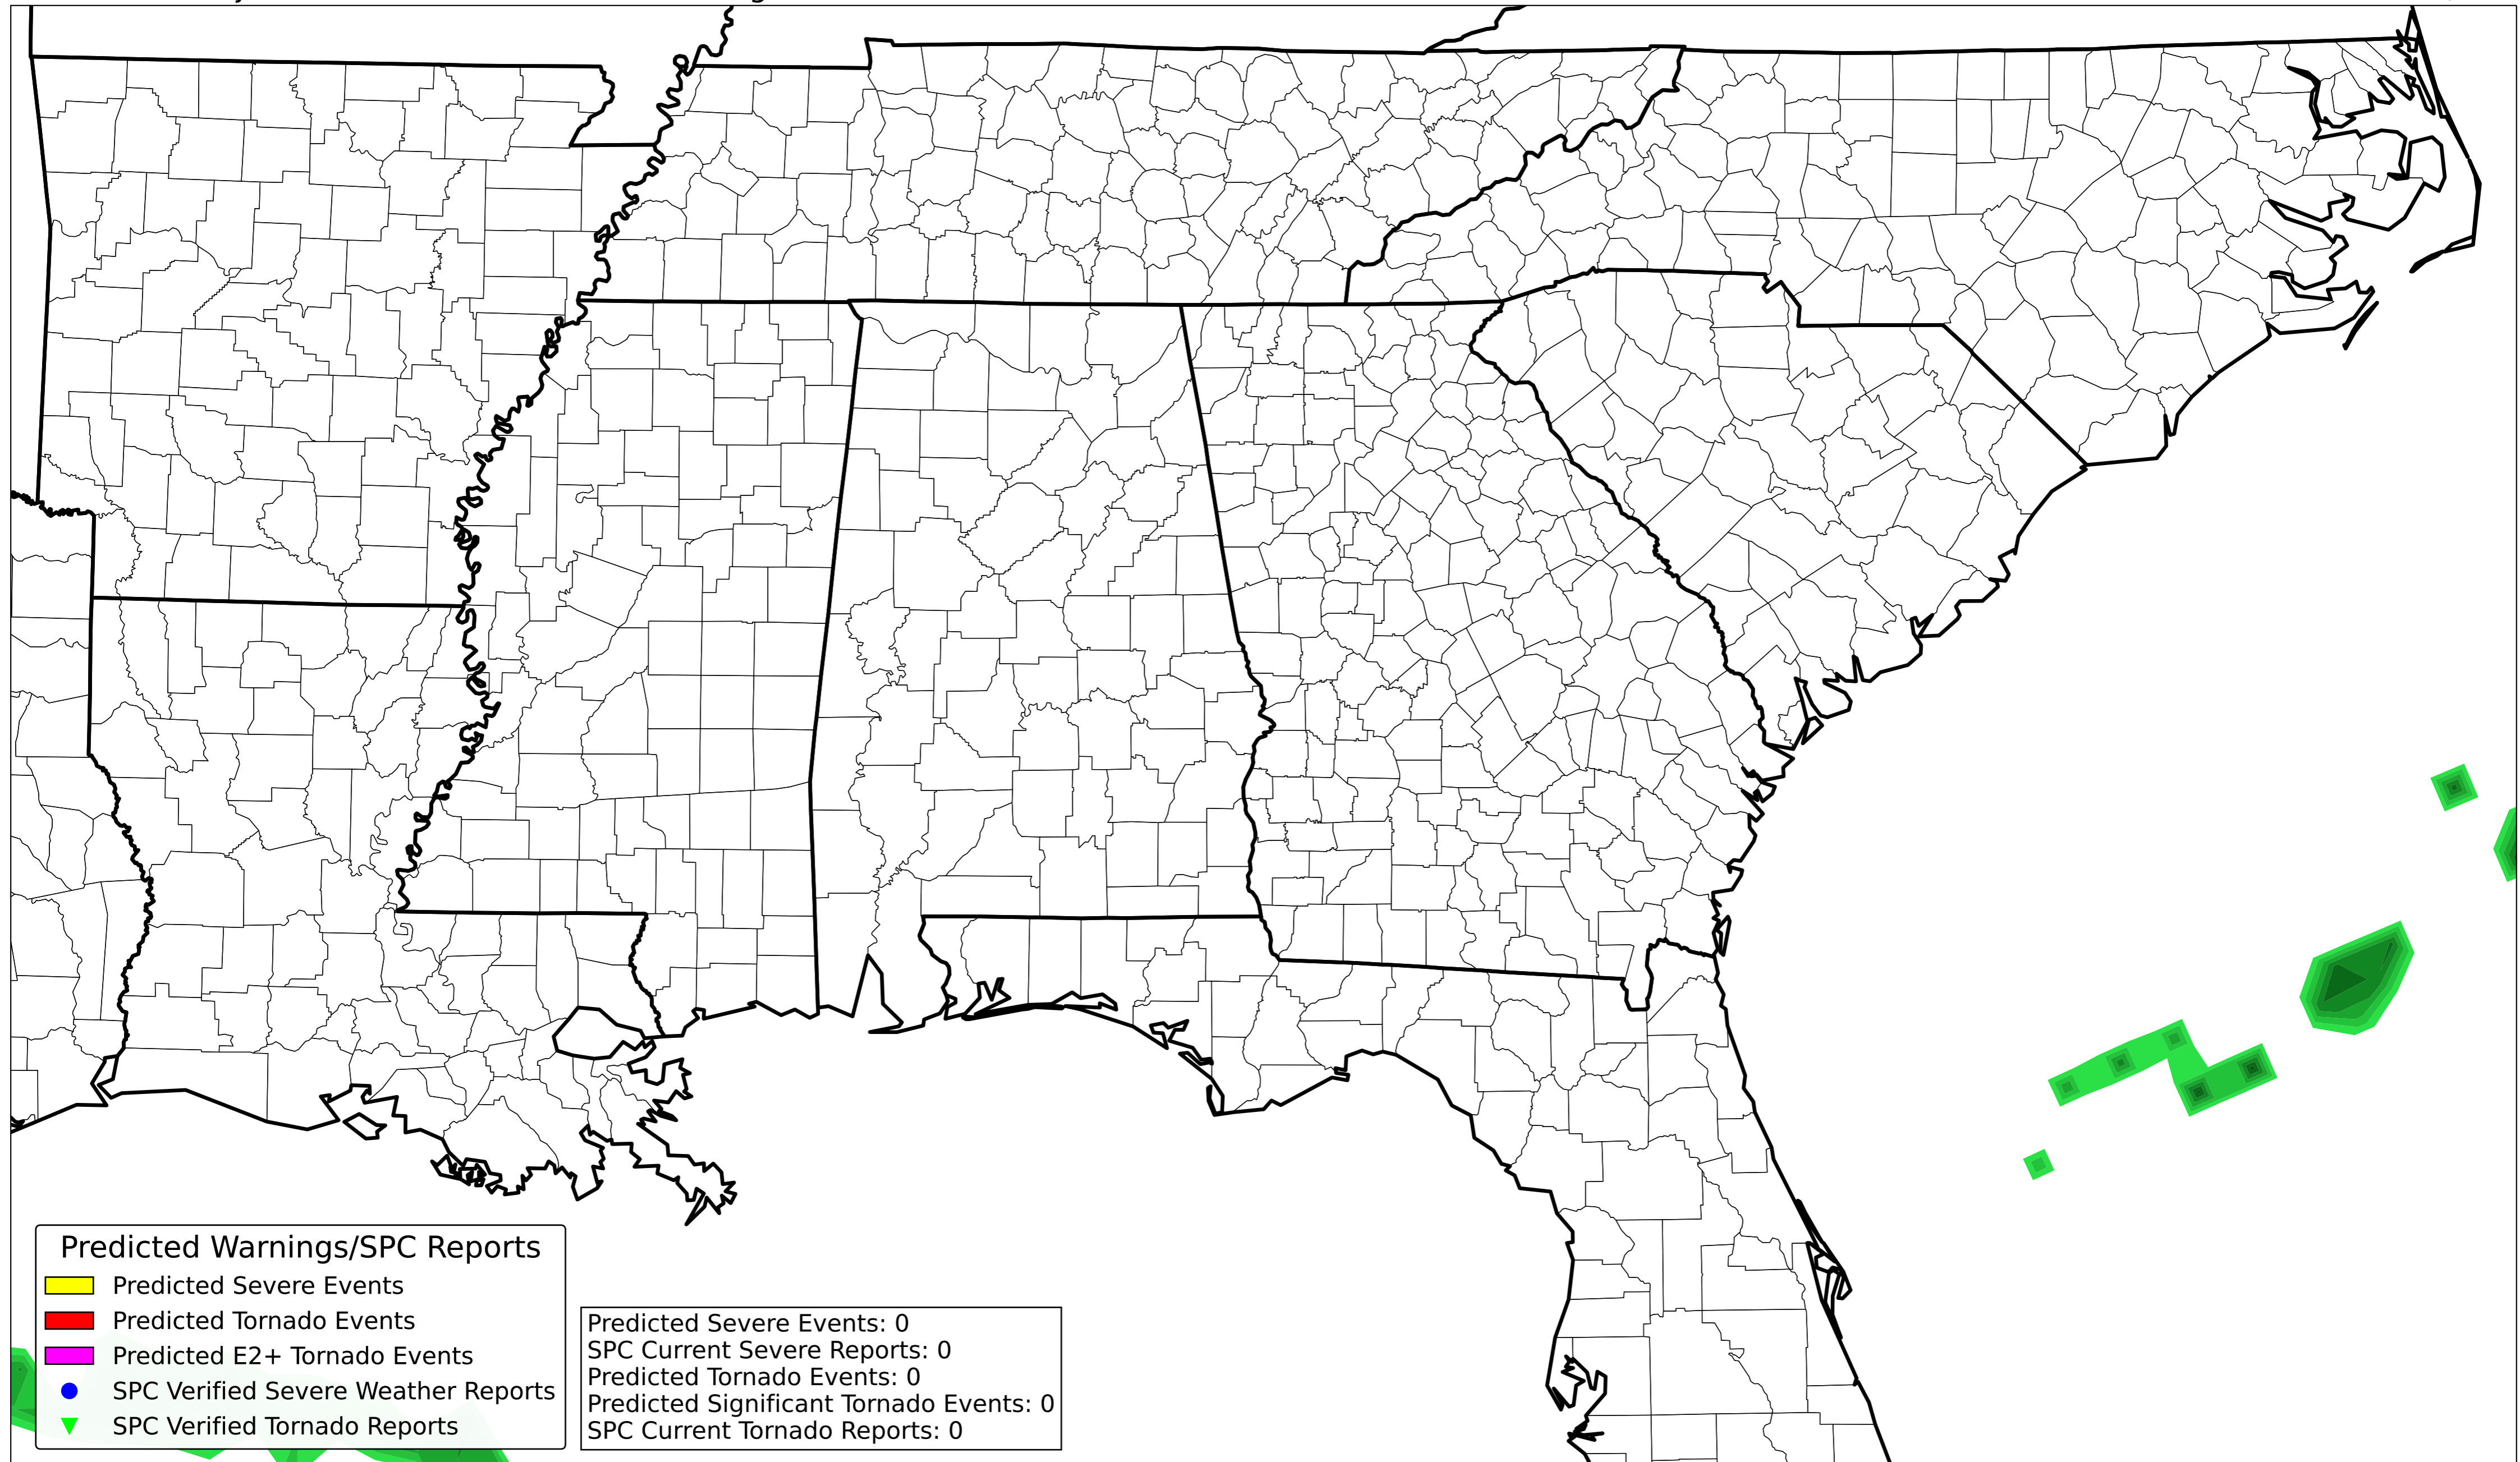 Predicted Warnings/SPC Reports
Predicted Severe Events
Predicted Tornado Events
Predicted E2+ Tornado Events
SPC Verified Severe Weather Reports
SPC Verified Tornado Reports
Predicted Severe Events: 0
SPC Current Severe Reports: 0
Predicted Tornado Events: 0
Predicted Significant Tornado Events: 0
SPC Current Tornado Reports: 0